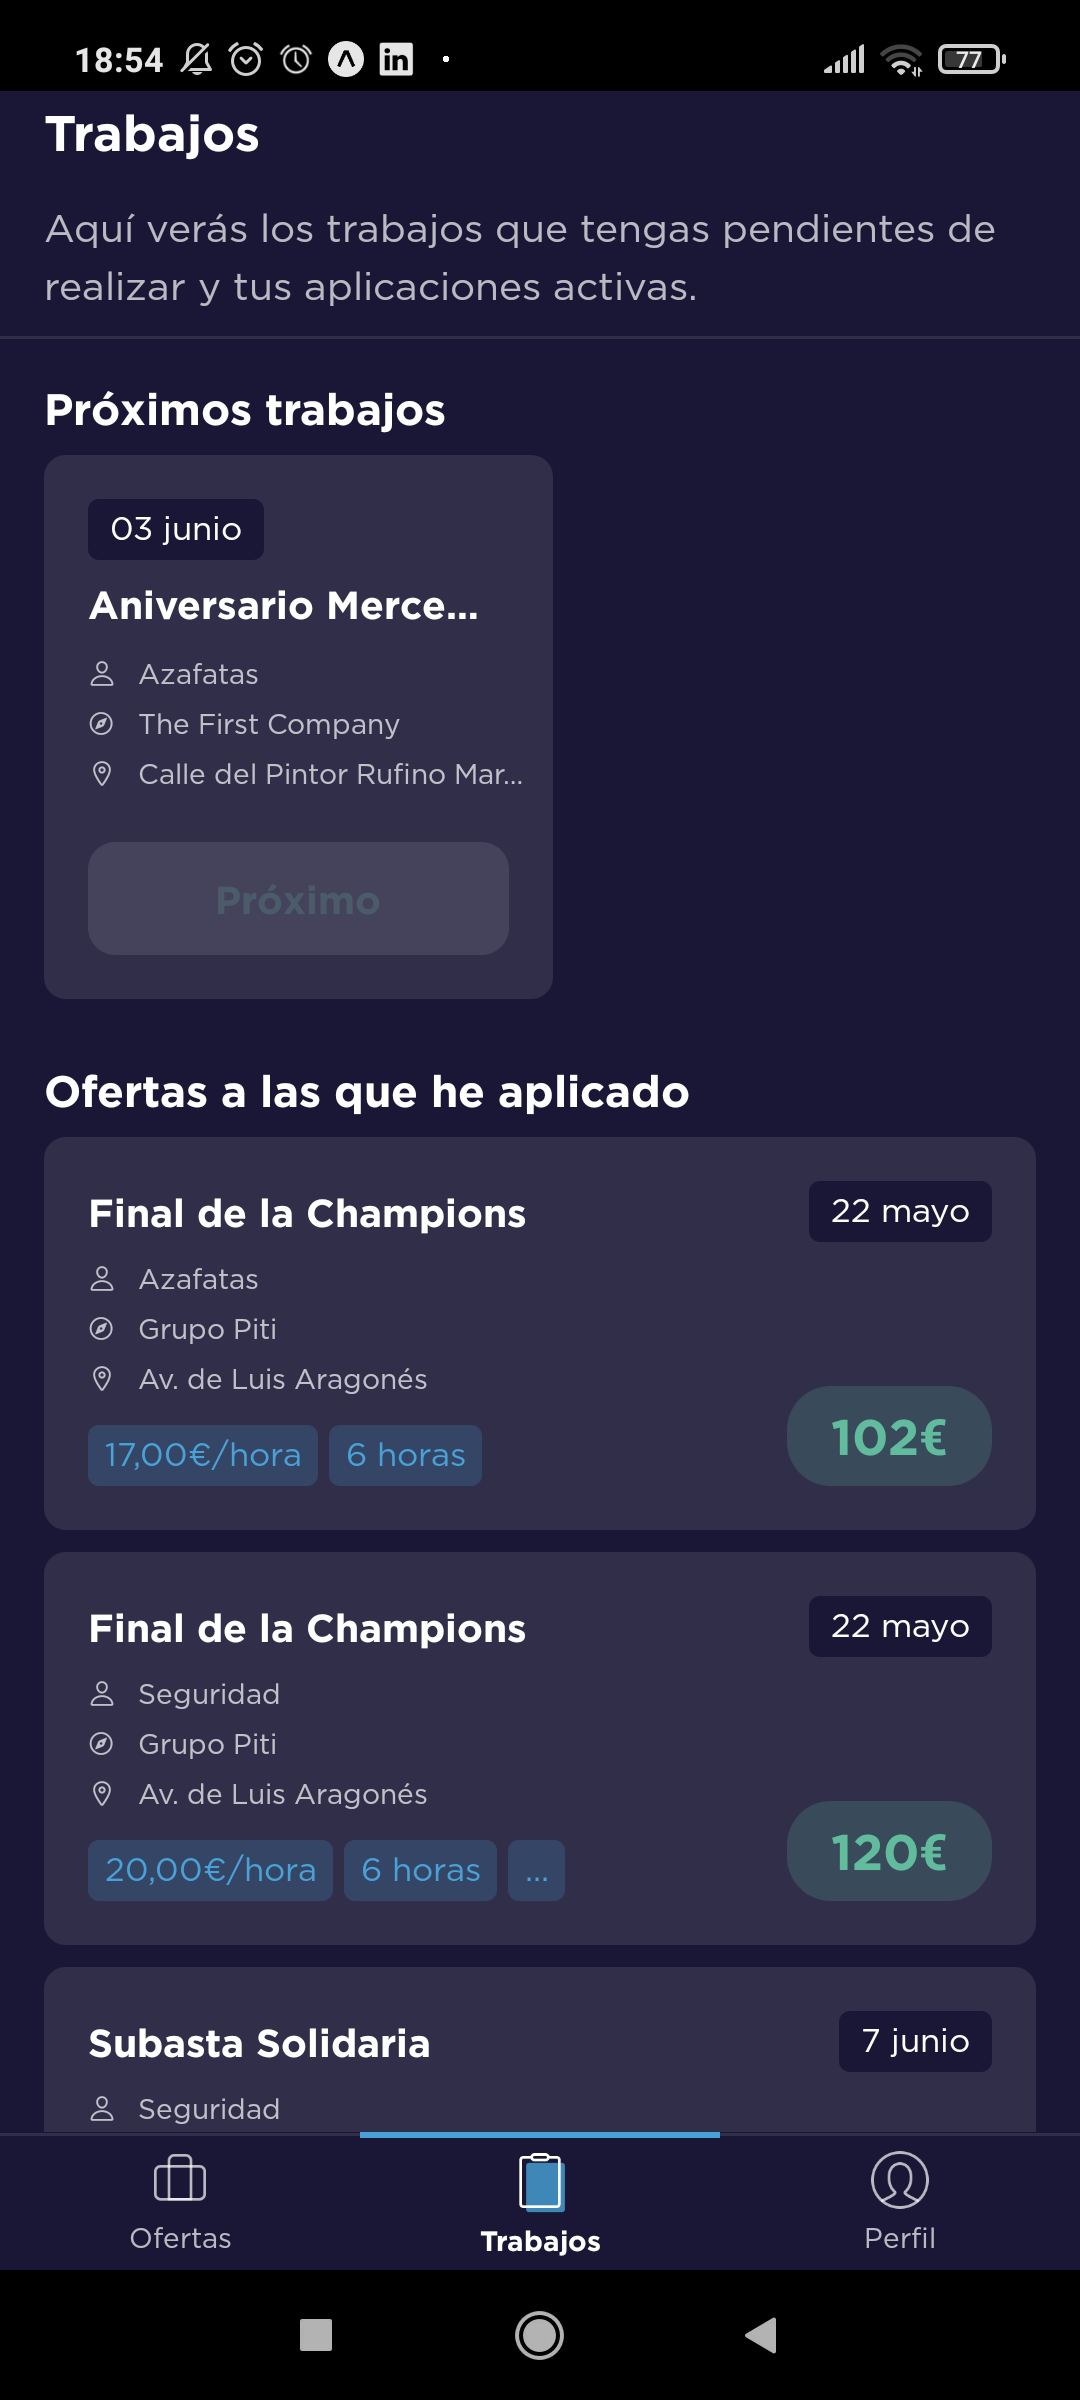 18:54
77
Trabajos
Aquí verás los trabajos que tengas pendientes de
realizar y tus aplicaciones activas.
Próximos trabajos
03 junio
Aniversario Merce...
Azafatas
The First Company
Calle del Pintor Rufino Mar...
Próximo
Ofertas a las que he aplicado
Final de la Champions
22 mayo
Azafatas
Grupo Piti
Av. de Luis Aragonés
17,00€/hora
6 horas
102€
Final de la Champions
22 mayo
Seguridad
Grupo Piti
Av. de Luis Aragonés
20,00€/hora
6 horas
...
120€
Subasta Solidaria
7 junio
Seguridad
Ofertas
Trabajos
Perfil